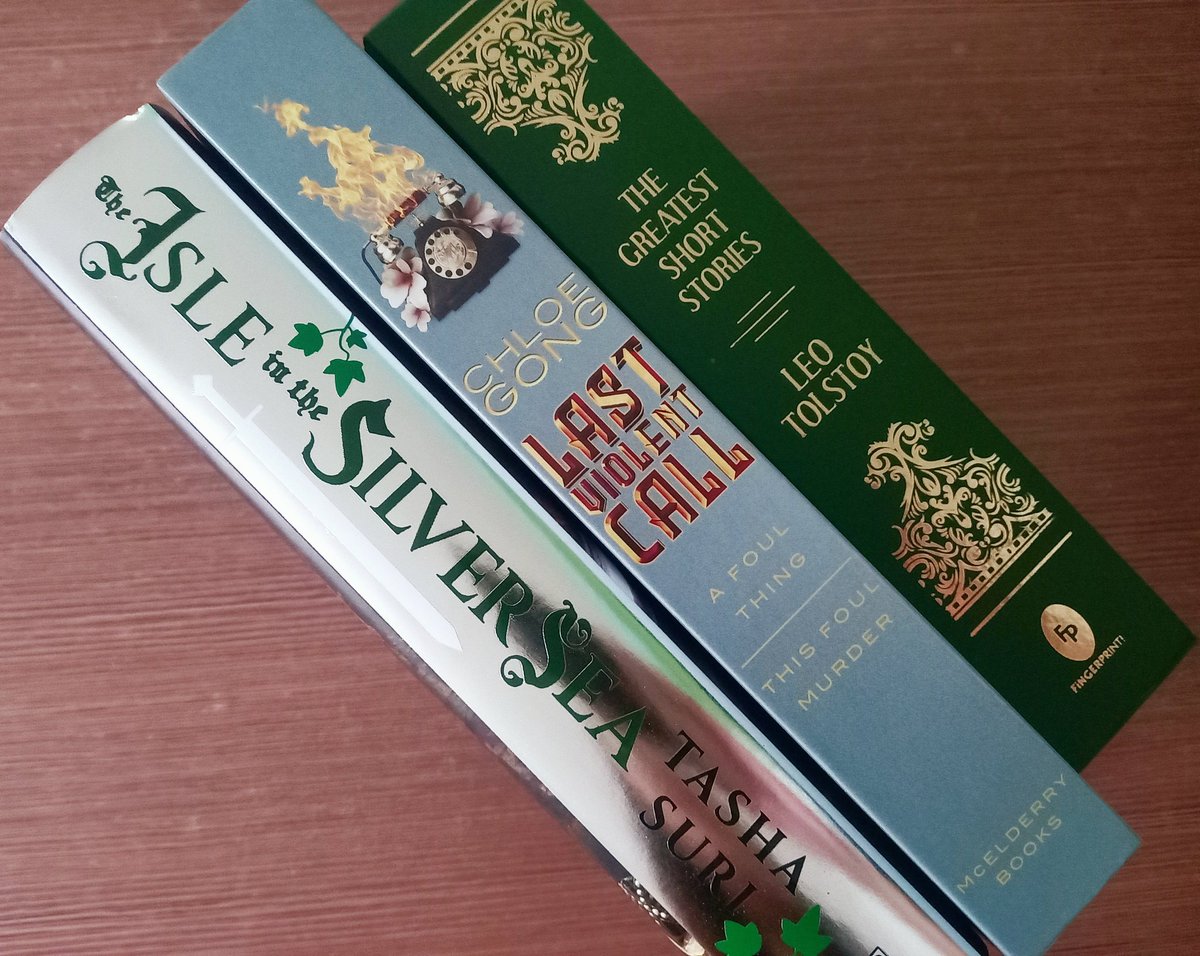 The ISLE in the SILVER SEA
TASHA
SURI
CHLOE
GONG
LAST
VIOLENT
CALL
A FOUL
THING
THIS FOUL
MURDER
McELDERRY
BOOKS
THE
GREATEST
SHORT
STORIES
LEO
TOLSTOY
FP
FiNGERPRINT!